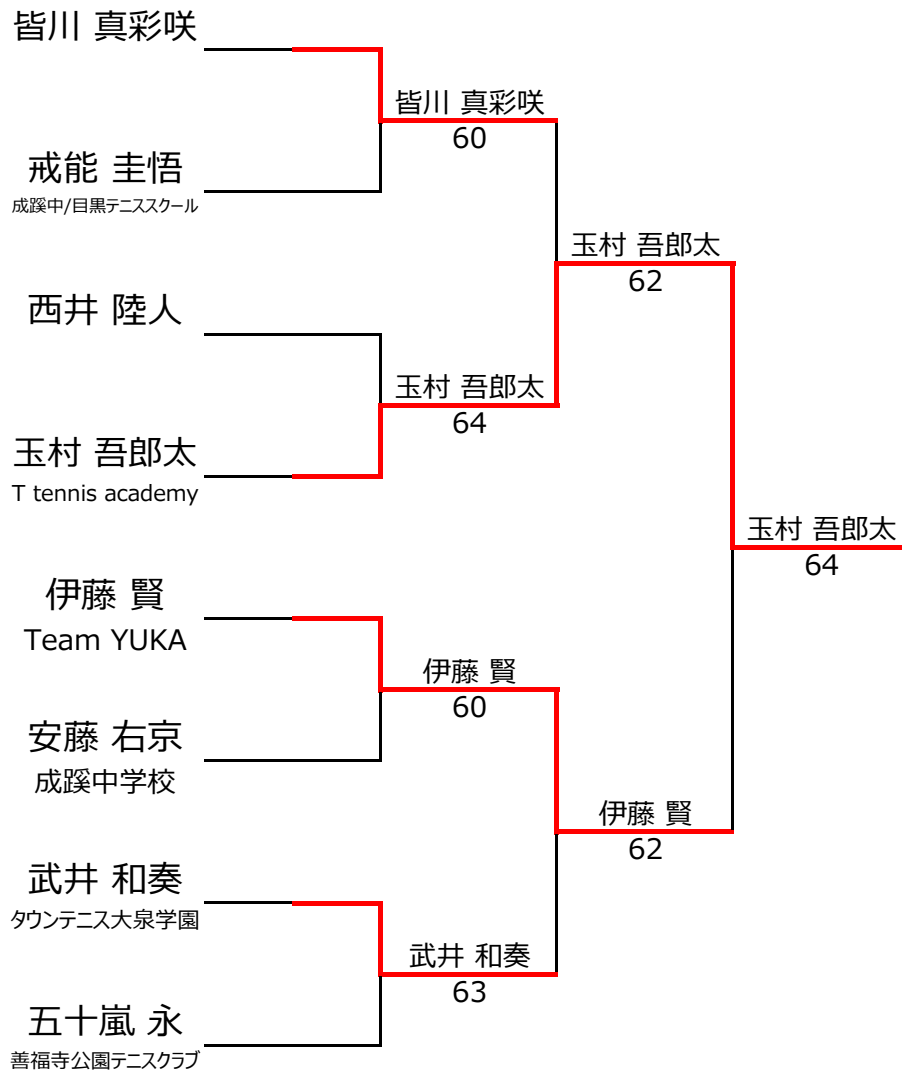 皆川 真彩咲
戒能 圭悟
成蹊中/目黒テニススクール
西井 陸人
玉村 吾郎太
T tennis academy
伊藤 賢
Team YUKA
安藤 右京
成蹊中学校
武井 和奏
タウンテニス大泉学園
五十嵐 永
善福寺公園テニスクラブ
皆川 真彩咲
60
玉村 吾郎太
64
伊藤 賢
60
武井 和奏
63
玉村 吾郎太
62
伊藤 賢
62
玉村 吾郎太
64